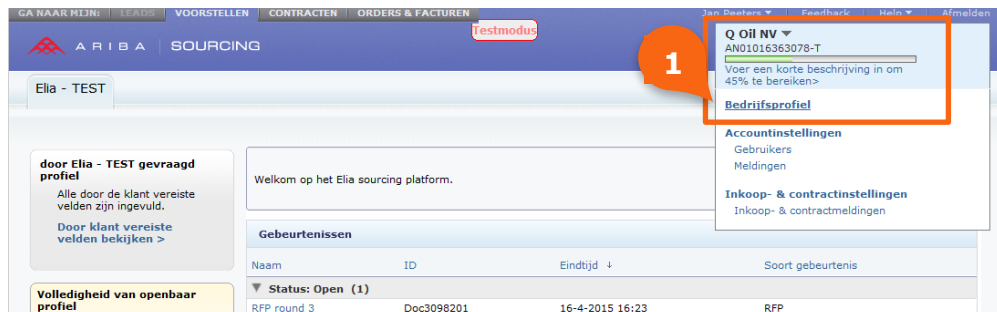 GA NAAR MIJN: LEADS VOORSTELLEN CONTRACTEN ORDERS & FACTUREN Jan Peeters Feedback Help Afmelden
Testmodus
ARIBA SOURCING
Elia - TEST
1
Q Oil NV
AN01016363078-T
Voer een korte beschrijving in om
45% te bereiken>
Bedrijfsprofiel
Accountinstellingen
Gebruikers
Meldingen
Inkoop- & contractinstellingen
Inkoop- & contractmeldingen
door Elia - TEST gevraagd
profiel
Alle door de klant vereiste
velden zijn ingevuld.
Door klant vereiste
velden bekijken >
Volledigheid van openbaar
profiel
Welkom op het Elia sourcing platform.
Gebeurtenissen
Naam ID Eindtijd ↓ Soort gebeurtenis
Status: Open (1)
RFP round 3 Doc3098201 16-4-2015 16:23 RFP